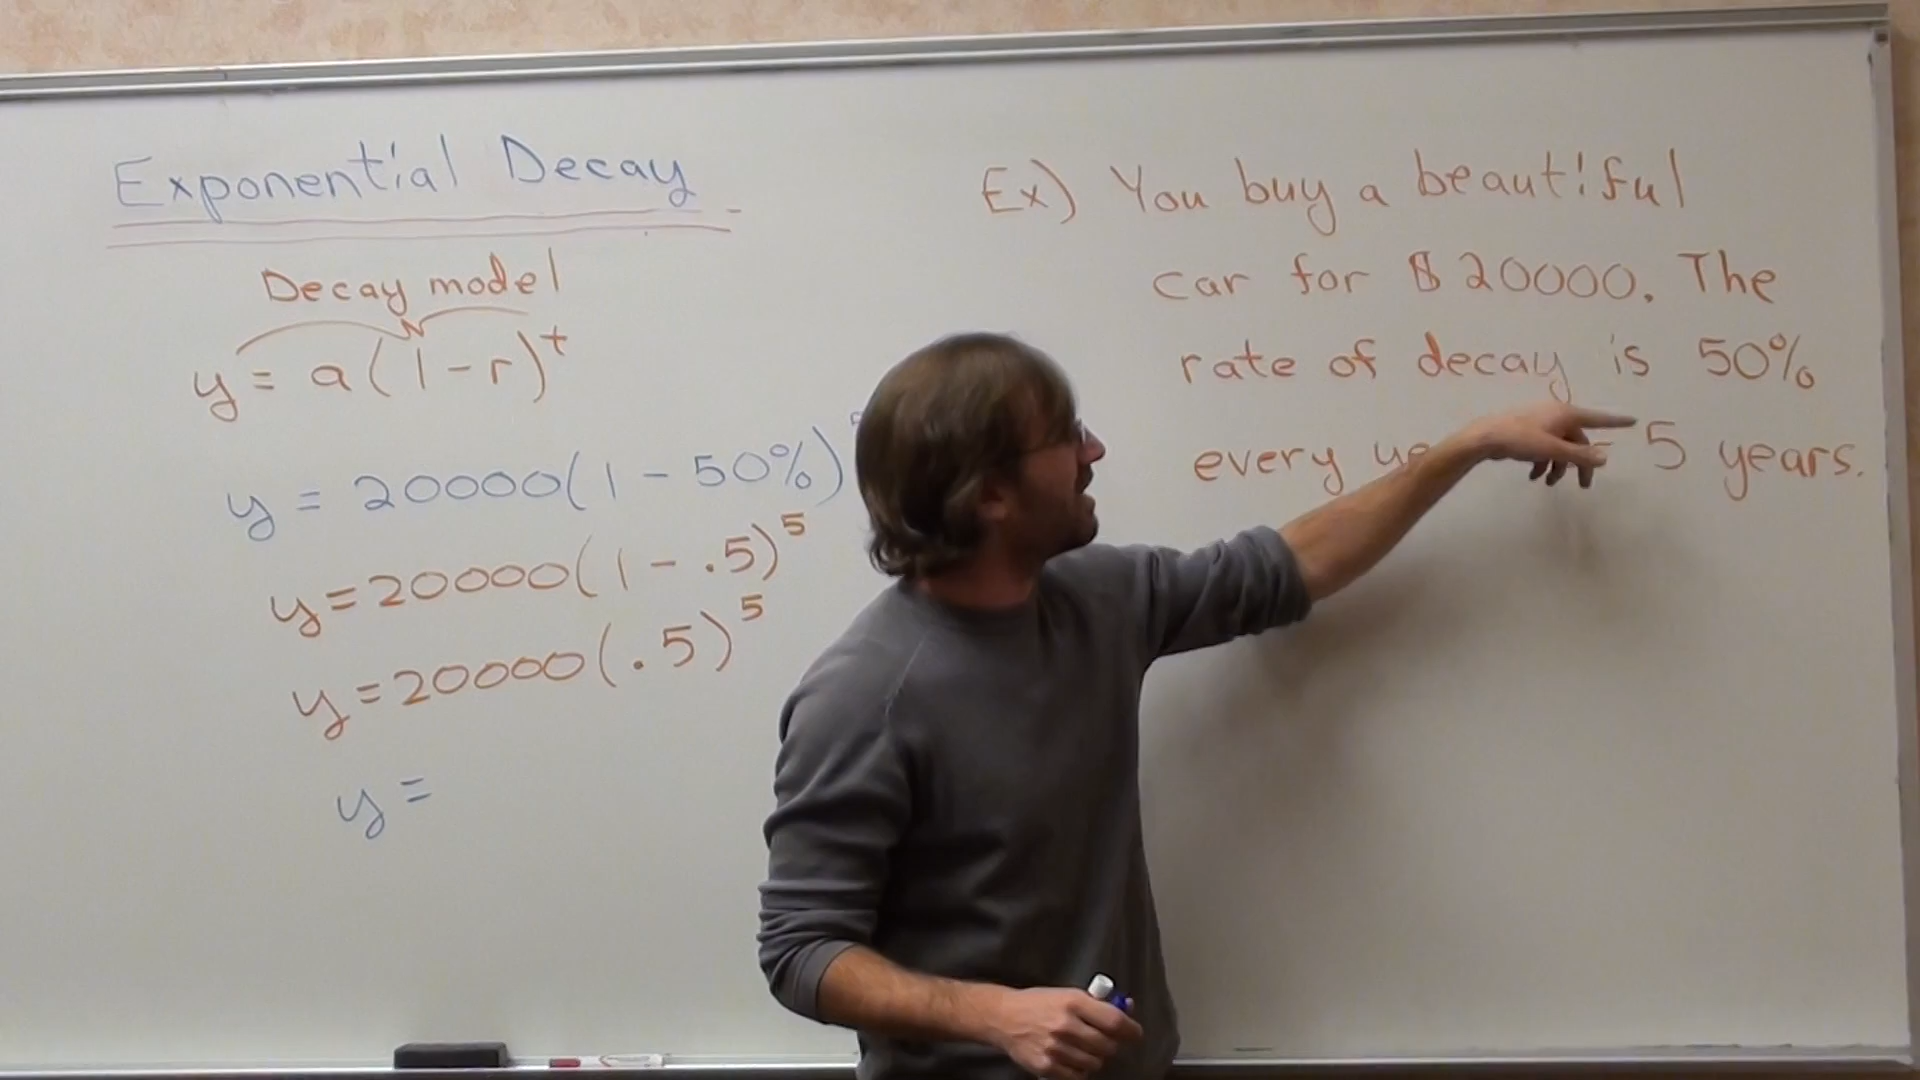 Exponential Decay
Decay model
y = a(1-r)^t
y = 20000(1 - 50%)
y = 20000(1 - .5)^5
y = 20000(.5)^5
y =
Ex) You buy a beautiful
car for $20000. The
rate of decay is 50%
every 5 years.